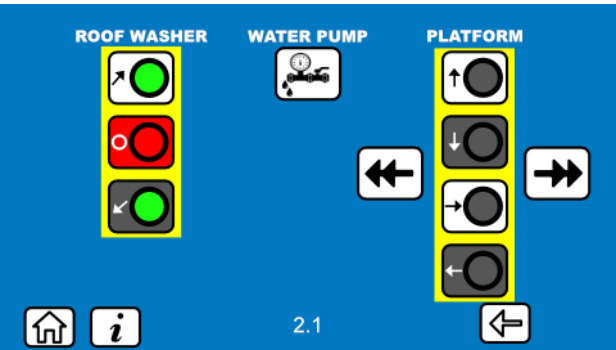 ROOF WASHER
WATER PUMP
PLATFORM
i
2.1